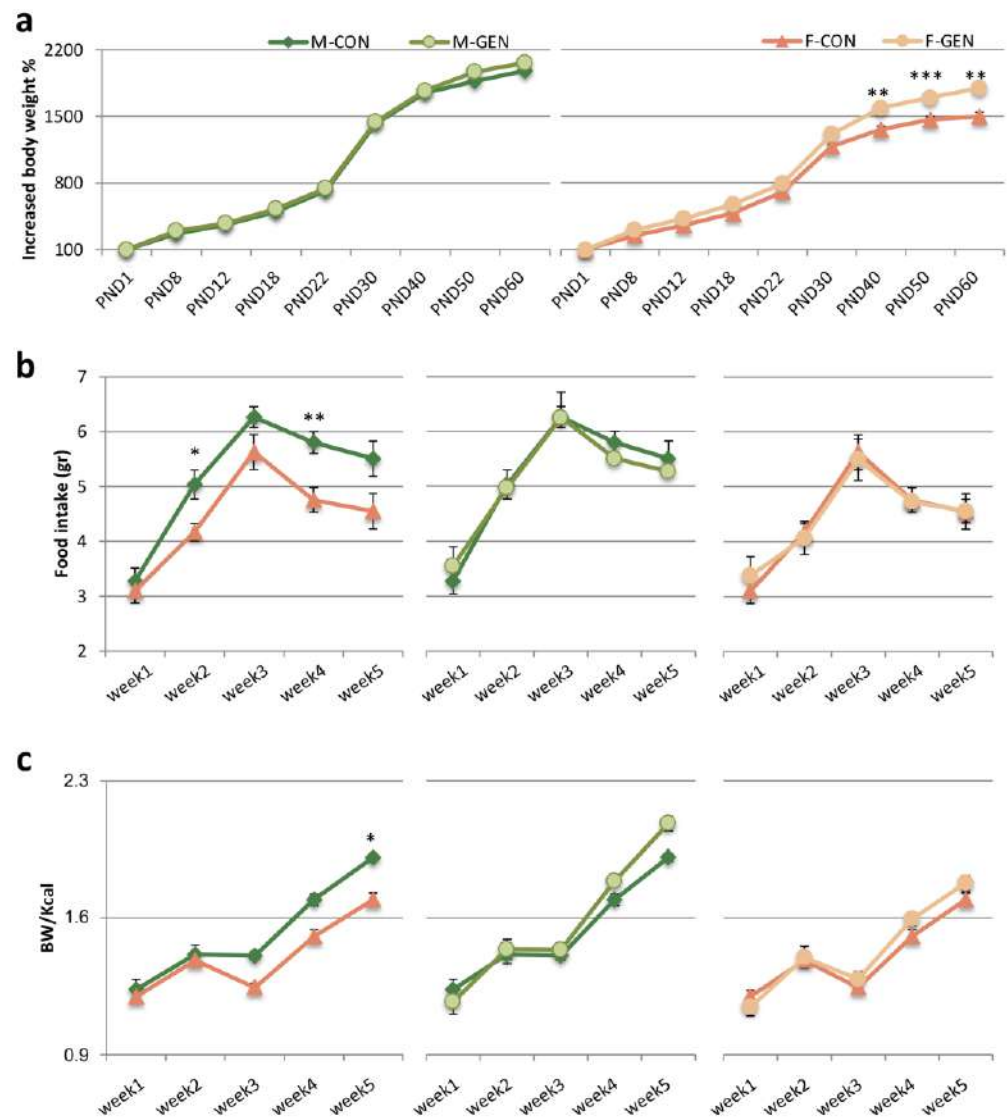 a
M-CON M-GEN F-CON F-GEN
Increased body weight %
2200
1500
800
100
** *** **
PND1 PND8 PND12 PND18 PND22 PND30 PND40 PND50 PND60
PND1 PND8 PND12 PND18 PND22 PND30 PND40 PND50 PND60
b
Food intake (gr)
7
6
5
4
3
2
* **
week1 week2 week3 week4 week5
week1 week2 week3 week4 week5
week1 week2 week3 week4 week5
c
BW/Kcal
2.3
1.6
0.9
*
week1 week2 week3 week4 week5
week1 week2 week3 week4 week5
week1 week2 week3 week4 week5